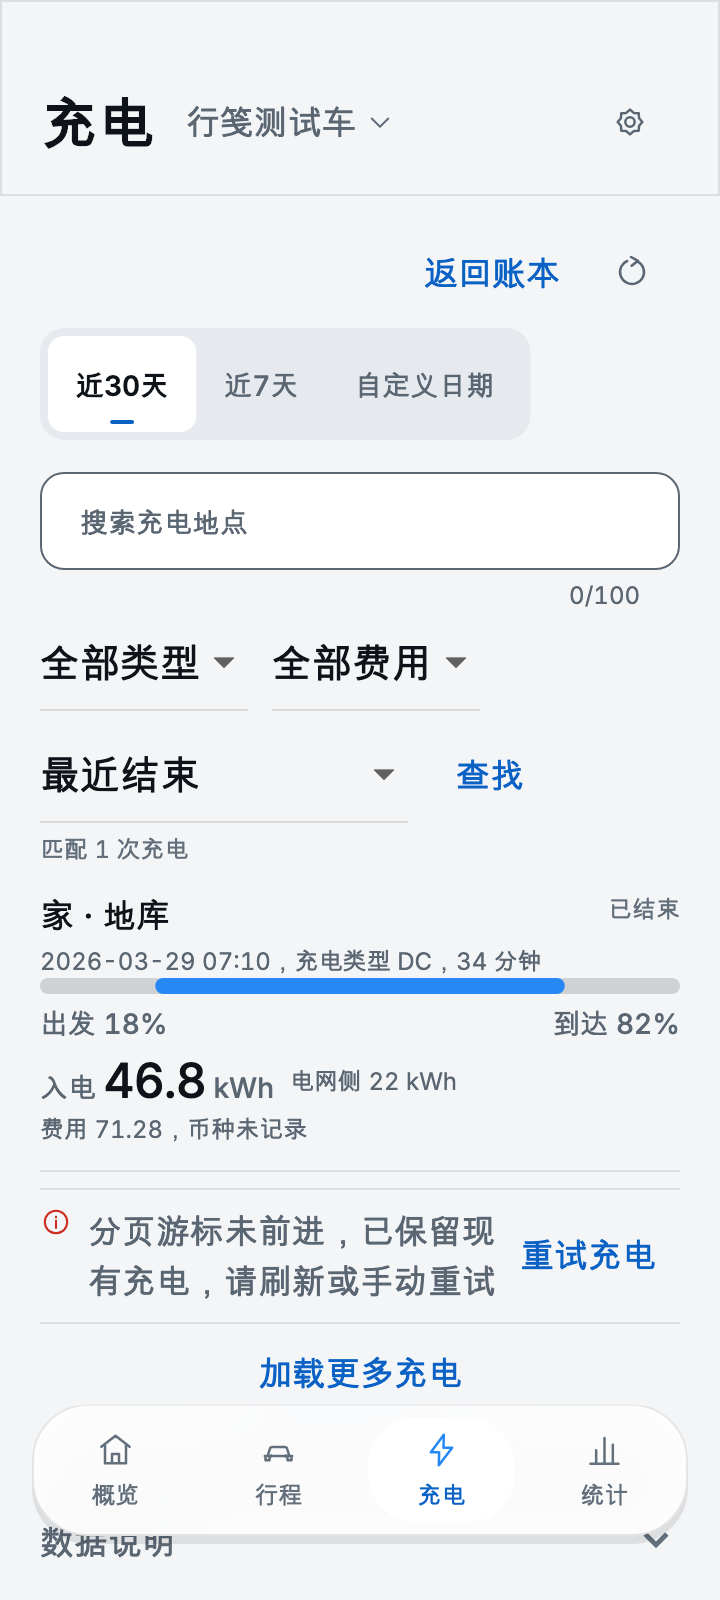 充电 行笺测试车
返回账本
近30天 近7天 自定义日期
搜索充电地点
0/100
全部类型 全部费用
最近结束 查找
匹配 1 次充电
家 · 地库 已结束
2026-03-29 07:10，充电类型 DC，34 分钟
出发 18% 到达 82%
入电 46.8 kWh 电网侧 22 kWh
费用 71.28，币种未记录
分页游标未前进，已保留现
有充电，请刷新或手动重试
重试充电
加载更多充电
概览 行程 充电 统计
数据说明